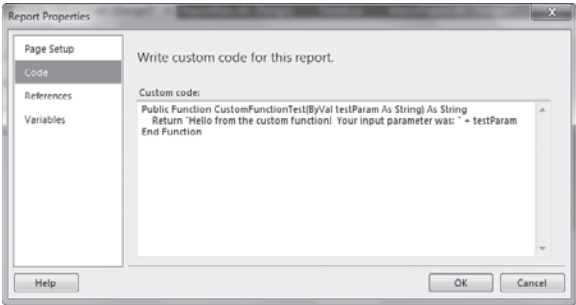 Report Properties
Page Setup
Code
References
Variables
Write custom code for this report.
Custom code:
Public Function CustomFunctionTest(ByVal testParam As String) As String
Return "Hello from the custom function! Your input parameter was: " + testParam
End Function
Help
OK
Cancel